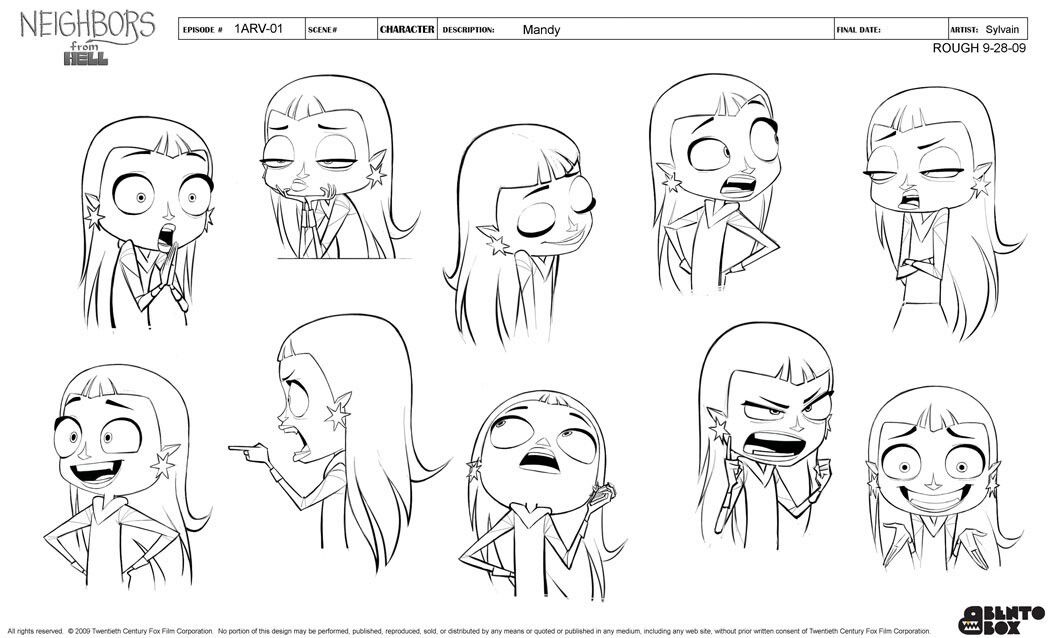 NEIGHBORS
from
HELL
EPISODE # 1ARV-01 SCENE# CHARACTER DESCRIPTION: Mandy FINAL DATE: ARTIST: Sylvain
ROUGH 9-28-09
BENTO
BOX
All rights reserved. © 2009 Twentieth Century Fox Film Corporation. No portion of this design may be performed, published, reproduced, sold, or distributed by any means or quoted or published in any medium, including any web site, without prior written consent of Twentieth Century Fox Film Corporation.